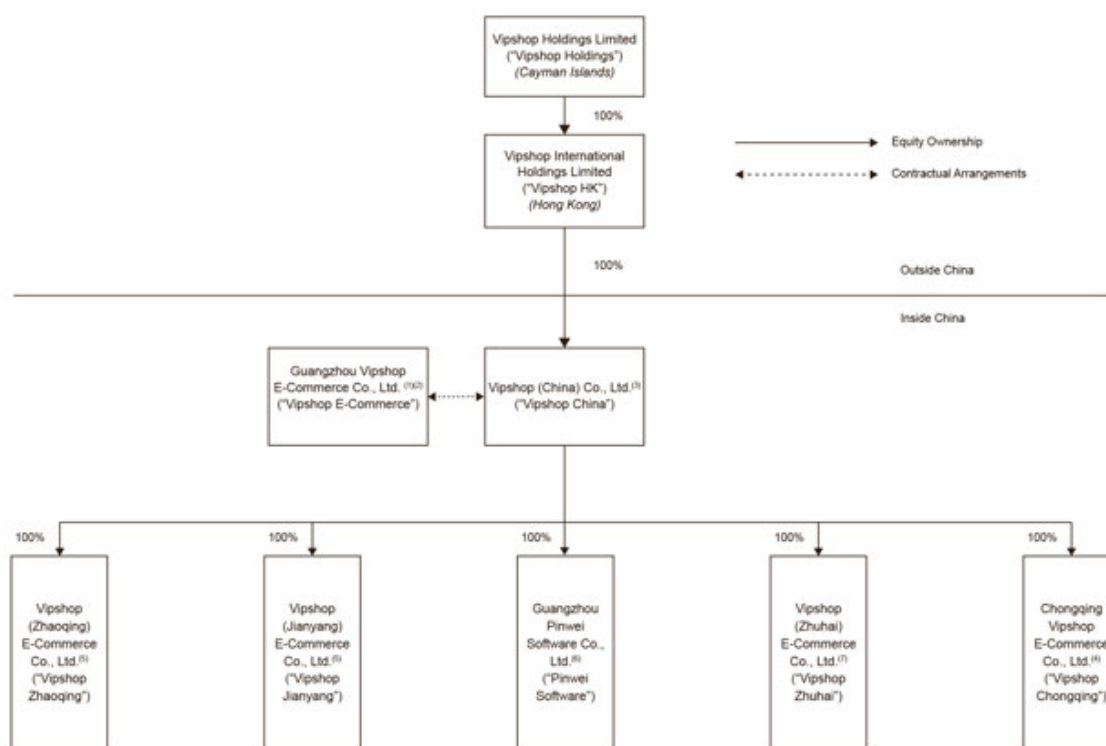 Vipshop Holdings Limited
("Vipshop Holdings")
(Cayman Islands)
100%
Vipshop International
Holdings Limited
("Vipshop HK")
(Hong Kong)
Equity Ownership
Contractual Arrangements
100%
Outside China
Inside China
Guangzhou Vipshop
E-Commerce Co., Ltd. (1)(2)
("Vipshop E-Commerce")
Vipshop (China) Co., Ltd.(3)
("Vipshop China")
100%
100%
100%
100%
100%
Vipshop
(Zhaoqing)
E-Commerce
Co., Ltd.(5)
("Vipshop
Zhaoqing")
Vipshop
(Jianyang)
E-Commerce
Co., Ltd.(5)
("Vipshop
Jianyang")
Guangzhou
Pinwei
Software Co.,
Ltd.(6)
("Pinwei
Software")
Vipshop
(Zhuhai)
E-Commerce
Co., Ltd.(7)
("Vipshop
Zhuhai")
Chongqing
Vipshop
E-Commerce
Co., Ltd.(4)
("Vipshop
Chongqing")